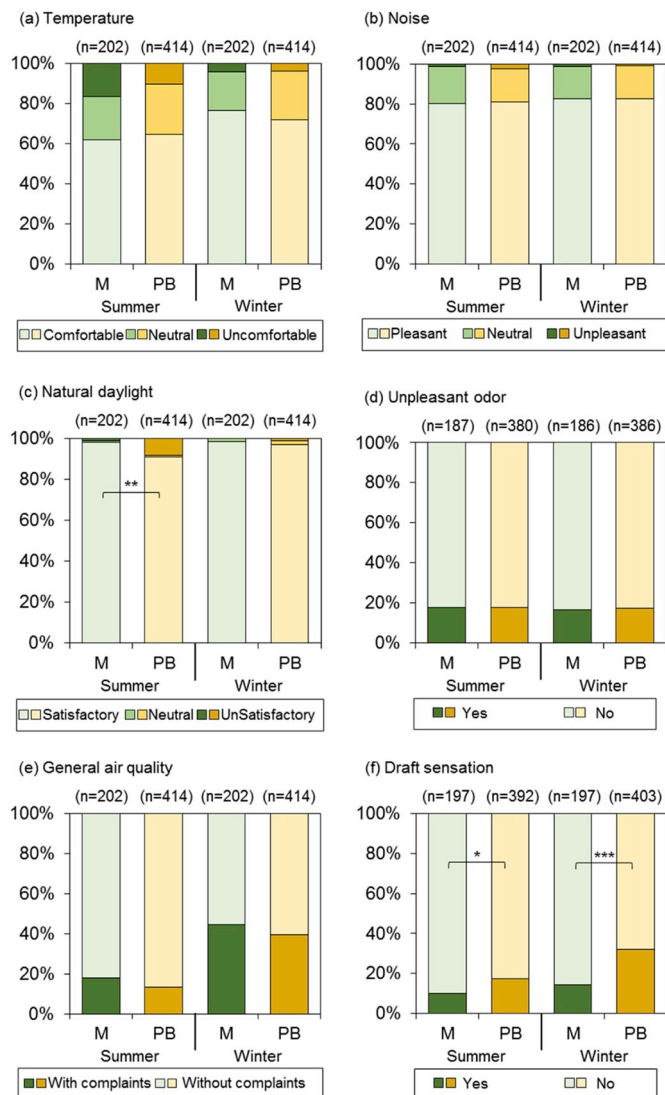 (a) Temperature
(n=202) (n=414) (n=202) (n=414)
100%
80%
60%
40%
20%
0%
M PB M PB
Summer Winter
Comfortable Neutral Uncomfortable
(b) Noise
(n=202) (n=414) (n=202) (n=414)
100%
80%
60%
40%
20%
0%
M PB M PB
Summer Winter
Pleasant Neutral Unpleasant
(c) Natural daylight
(n=202) (n=414) (n=202) (n=414)
100%
80%
**
60%
40%
20%
0%
M PB M PB
Summer Winter
Satisfactory Neutral UnSatisfactory
(d) Unpleasant odor
(n=187) (n=380) (n=186) (n=386)
100%
80%
60%
40%
20%
0%
M PB M PB
Summer Winter
Yes No
(e) General air quality
(n=202) (n=414) (n=202) (n=414)
100%
80%
60%
40%
20%
0%
M PB M PB
Summer Winter
With complaints Without complaints
(f) Draft sensation
(n=197) (n=392) (n=197) (n=403)
100%
80%
* ***
60%
40%
20%
0%
M PB M PB
Summer Winter
Yes No